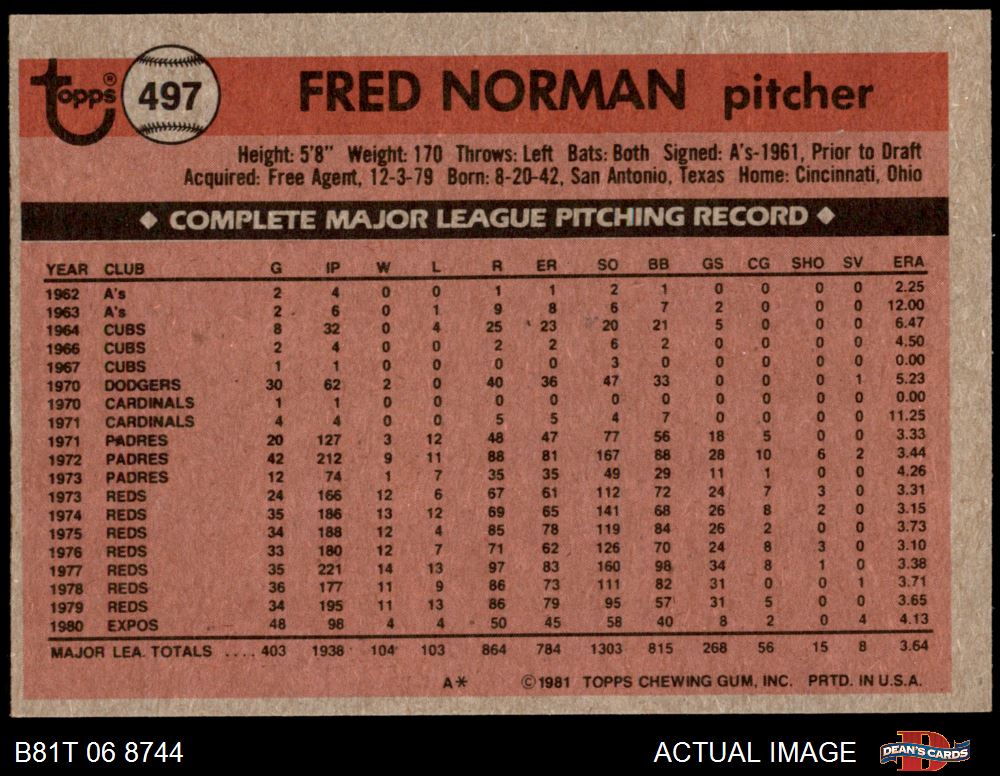 topps® 497 FRED NORMAN pitcher
Height: 5'8" Weight: 170 Throws: Left Bats: Both Signed: A's-1961, Prior to Draft
Acquired: Free Agent, 12-3-79 Born: 8-20-42, San Antonio, Texas Home: Cincinnati, Ohio
◆ COMPLETE MAJOR LEAGUE PITCHING RECORD ◆
YEAR CLUB G IP W L R ER SO BB GS CG SHO SV ERA
1962 A's 2 4 0 0 1 1 2 1 0 0 0 0 2.25
1963 A's 2 6 0 1 9 8 6 7 2 0 0 0 12.00
1964 CUBS 8 32 0 4 25 23 20 21 5 0 0 0 6.47
1966 CUBS 2 4 0 0 2 2 6 2 0 0 0 0 4.50
1967 CUBS 1 1 0 0 0 0 3 0 0 0 0 0 0.00
1970 DODGERS 30 62 2 0 40 36 47 33 0 0 0 1 5.23
1970 CARDINALS 1 1 0 0 0 0 0 0 0 0 0 0 0.00
1971 CARDINALS 4 4 0 0 5 5 4 7 0 0 0 0 11.25
1971 PADRES 20 127 3 12 48 47 77 56 18 5 0 0 3.33
1972 PADRES 42 212 9 11 88 81 167 88 28 10 6 2 3.44
1973 PADRES 12 74 1 7 35 35 49 29 11 1 0 0 4.26
1973 REDS 24 166 12 6 67 61 112 72 24 7 3 0 3.31
1974 REDS 35 186 13 12 69 65 141 68 26 8 2 0 3.15
1975 REDS 34 188 12 4 85 78 119 84 26 2 0 0 3.73
1976 REDS 33 180 12 7 71 62 126 70 24 8 3 0 3.10
1977 REDS 35 221 14 13 97 83 160 98 34 8 1 0 3.38
1978 REDS 36 177 11 9 86 73 111 82 31 0 0 1 3.71
1979 REDS 34 195 11 13 86 79 95 57 31 5 0 0 3.65
1980 EXPOS 48 98 4 4 50 45 58 40 8 2 0 4 4.13
MAJOR LEA. TOTALS .... 403 1938 104 103 864 784 1303 815 268 56 15 8 3.64
A* ©1981 TOPPS CHEWING GUM, INC. PRTD. IN U.S.A.
B81T 06 8744 ACTUAL IMAGE D DEAN'S CARDS